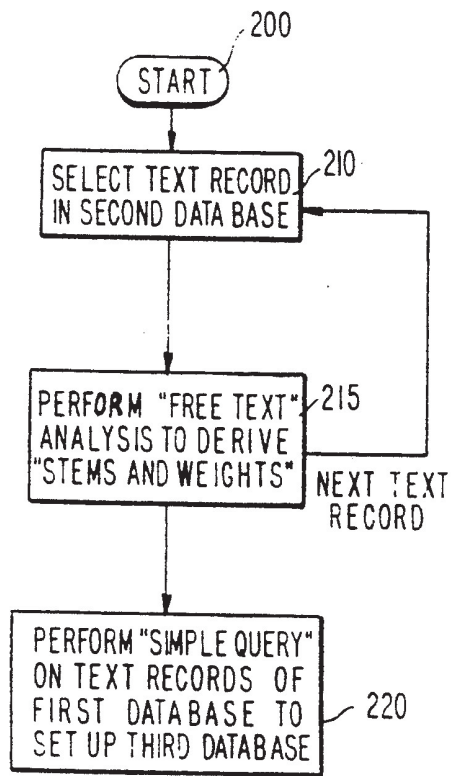 200
START
210
SELECT TEXT RECORD
IN SECOND DATA BASE
215
PERFORM "FREE TEXT"
ANALYSIS TO DERIVE
"STEMS AND WEIGHTS"
NEXT TEXT
RECORD
PERFORM "SIMPLE QUERY"
ON TEXT RECORDS OF
FIRST DATABASE TO
SET UP THIRD DATABASE
220